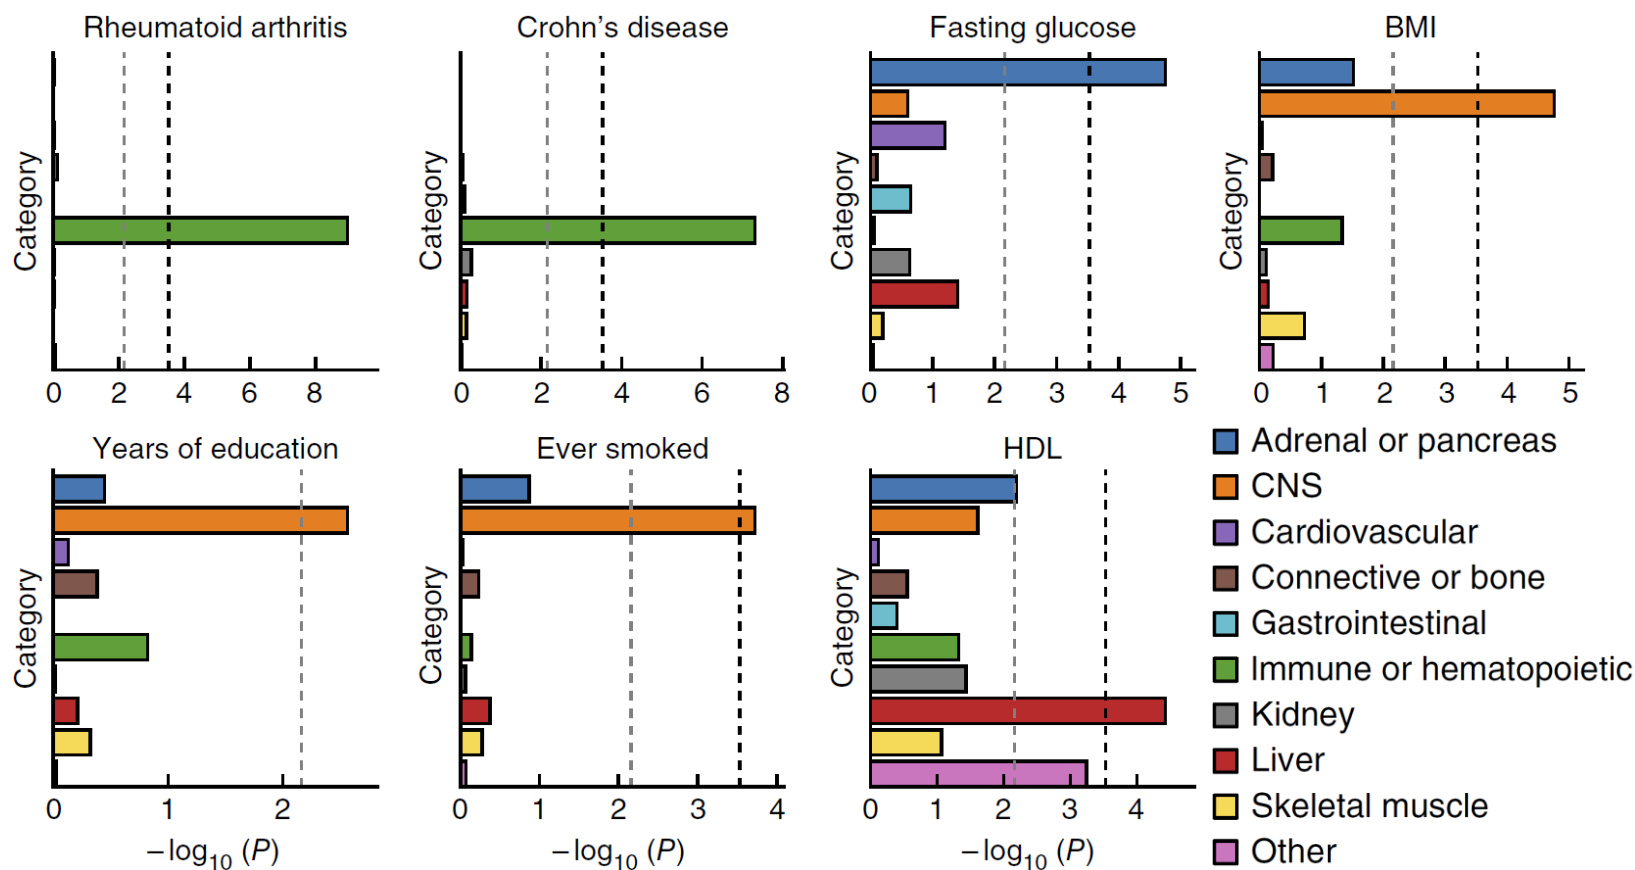 Rheumatoid arthritis
Crohn's disease
Fasting glucose
BMI
Category
Category
Category
Category
0 2 4 6 8
0 2 4 6 8
0 1 2 3 4 5
0 1 2 3 4 5
Years of education
Ever smoked
HDL
Category
Category
Category
0 1 2
0 1 2 3 4
0 1 2 3 4
−log10 (P)
−log10 (P)
−log10 (P)
Adrenal or pancreas
CNS
Cardiovascular
Connective or bone
Gastrointestinal
Immune or hematopoietic
Kidney
Liver
Skeletal muscle
Other